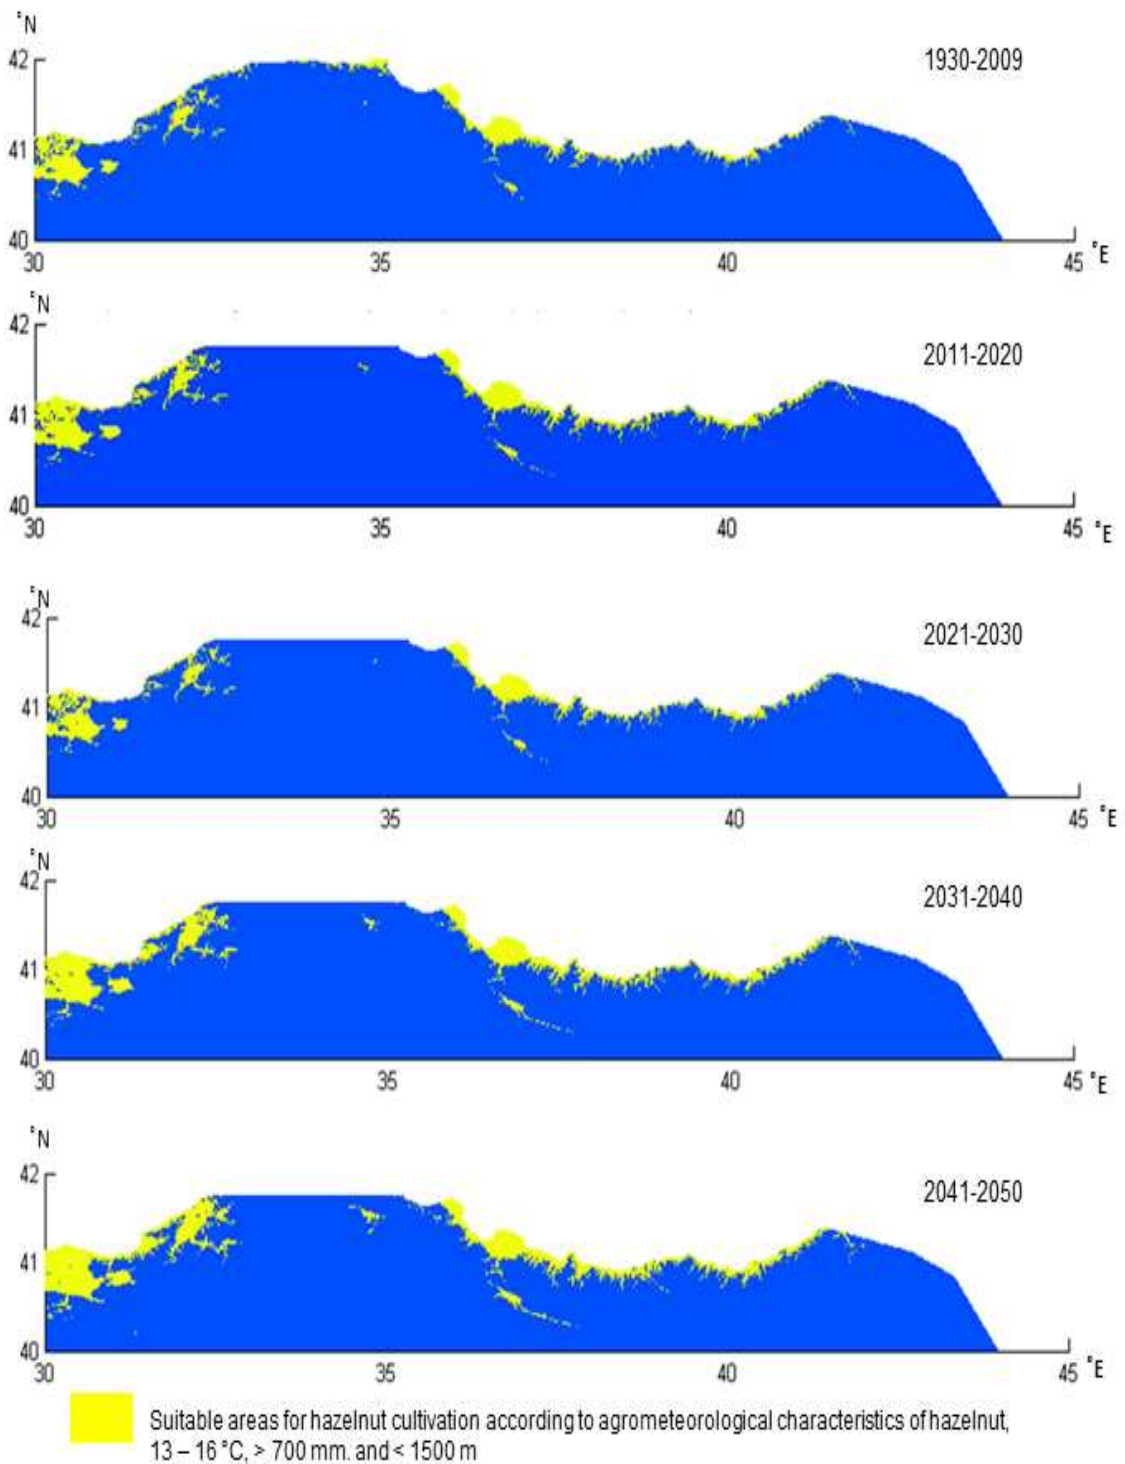 °N
42
1930-2009
41
40
30 35 40 45 °E
°N
42
2011-2020
41
40
30 35 40 45 °E
°N
42
2021-2030
41
40
30 35 40 45 °E
°N
42
2031-2040
41
40
30 35 40 45 °E
°N
42
2041-2050
41
40
30 35 40 45 °E
Suitable areas for hazelnut cultivation according to agrometeorological characteristics of hazelnut,
13 – 16 °C, > 700 mm. and < 1500 m